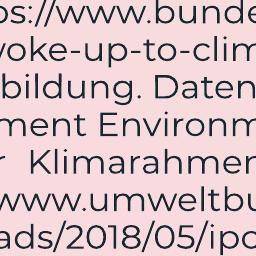 ps://www.bunde
woke-up-to-clim
bildung. Daten
ment Environm
r Klimarahmen
www.umweltbu
ads/2018/05/ipc